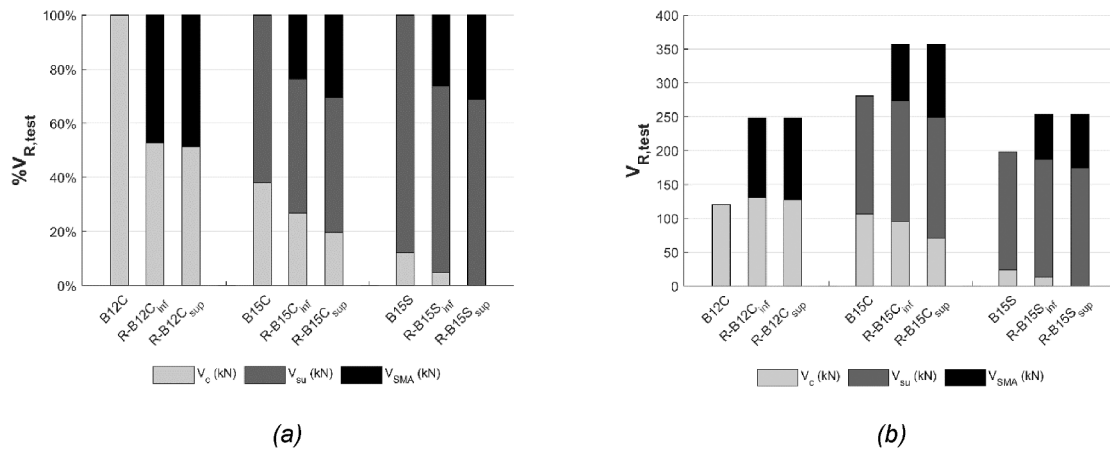 100%
80%
60%
40%
20%
0%
%V_R,test
B12C
R-B12C_inf
R-B12C_sup
B15C
R-B15C_inf
R-B15C_sup
B15S
R-B15S_inf
R-B15S_sup
V_c (kN) V_su (kN) V_SMA (kN)
(a)
400
350
300
250
200
150
100
50
0
V_R,test
B12C
R-B12C_inf
R-B12C_sup
B15C
R-B15C_inf
R-B15C_sup
B15S
R-B15S_inf
R-B15S_sup
V_c (kN) V_su (kN) V_SMA (kN)
(b)